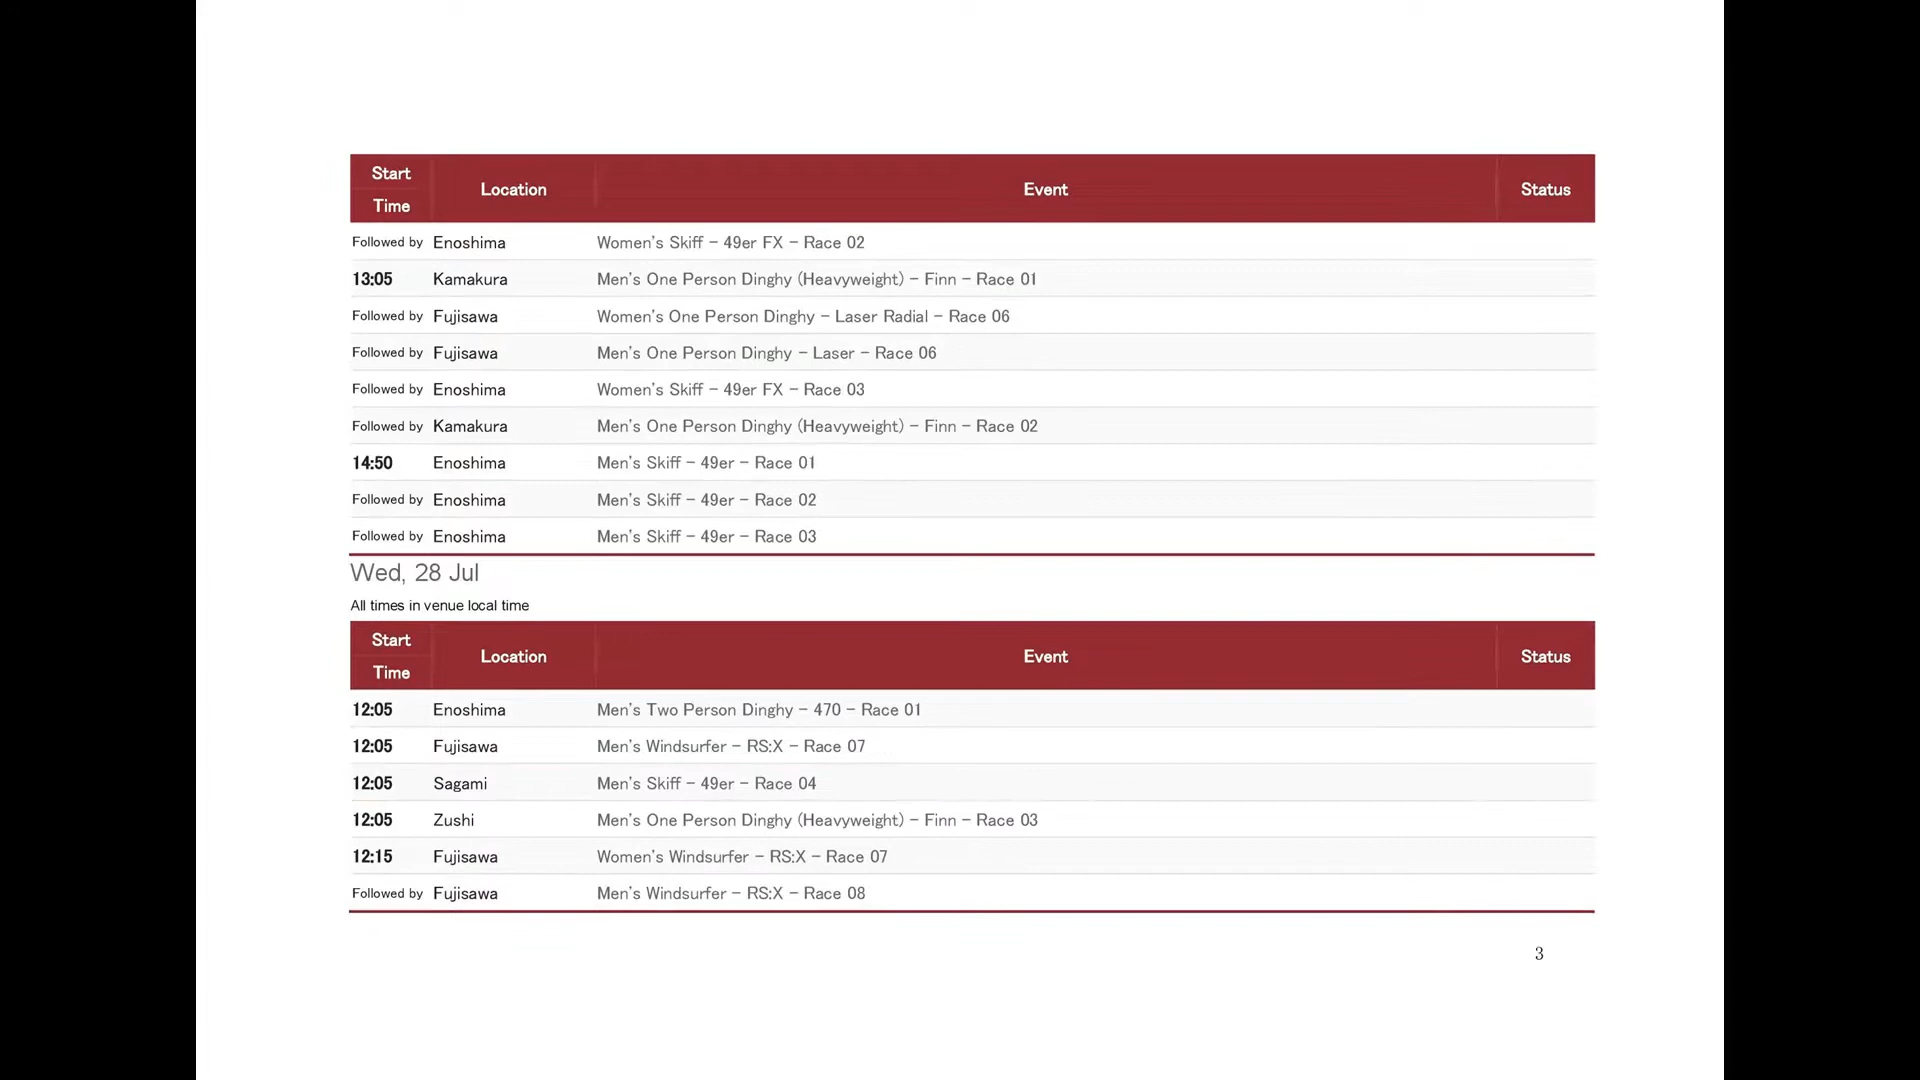 Start Time Location Event Status
Followed by Enoshima Women's Skiff - 49er FX - Race 02
13:05 Kamakura Men's One Person Dinghy (Heavyweight) - Finn - Race 01
Followed by Fujisawa Women's One Person Dinghy - Laser Radial - Race 06
Followed by Fujisawa Men's One Person Dinghy - Laser - Race 06
Followed by Enoshima Women's Skiff - 49er FX - Race 03
Followed by Kamakura Men's One Person Dinghy (Heavyweight) - Finn - Race 02
14:50 Enoshima Men's Skiff - 49er - Race 01
Followed by Enoshima Men's Skiff - 49er - Race 02
Followed by Enoshima Men's Skiff - 49er - Race 03
Wed, 28 Jul
All times in venue local time
Start Time Location Event Status
12:05 Enoshima Men's Two Person Dinghy - 470 - Race 01
12:05 Fujisawa Men's Windsurfer - RS:X - Race 07
12:05 Sagami Men's Skiff - 49er - Race 04
12:05 Zushi Men's One Person Dinghy (Heavyweight) - Finn - Race 03
12:15 Fujisawa Women's Windsurfer - RS:X - Race 07
Followed by Fujisawa Men's Windsurfer - RS:X - Race 08
3